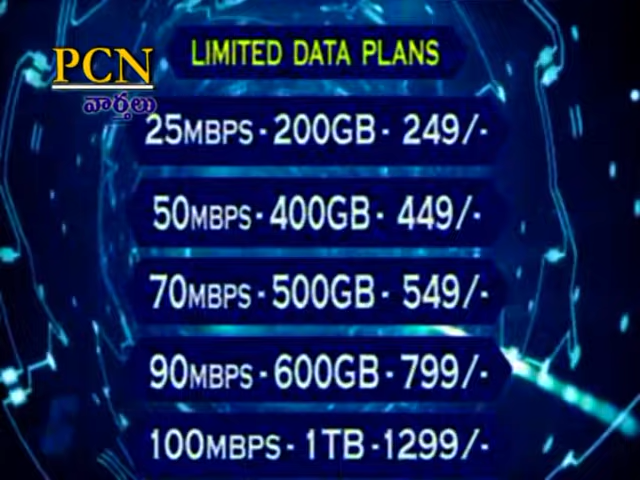 LIMITED DATA PLANS
PCN
వార్తలు
25MBPS - 200GB - 249/-
50MBPS - 400GB - 449/-
70MBPS - 500GB - 549/-
90MBPS - 600GB - 799/-
100MBPS - 1TB -1299/-